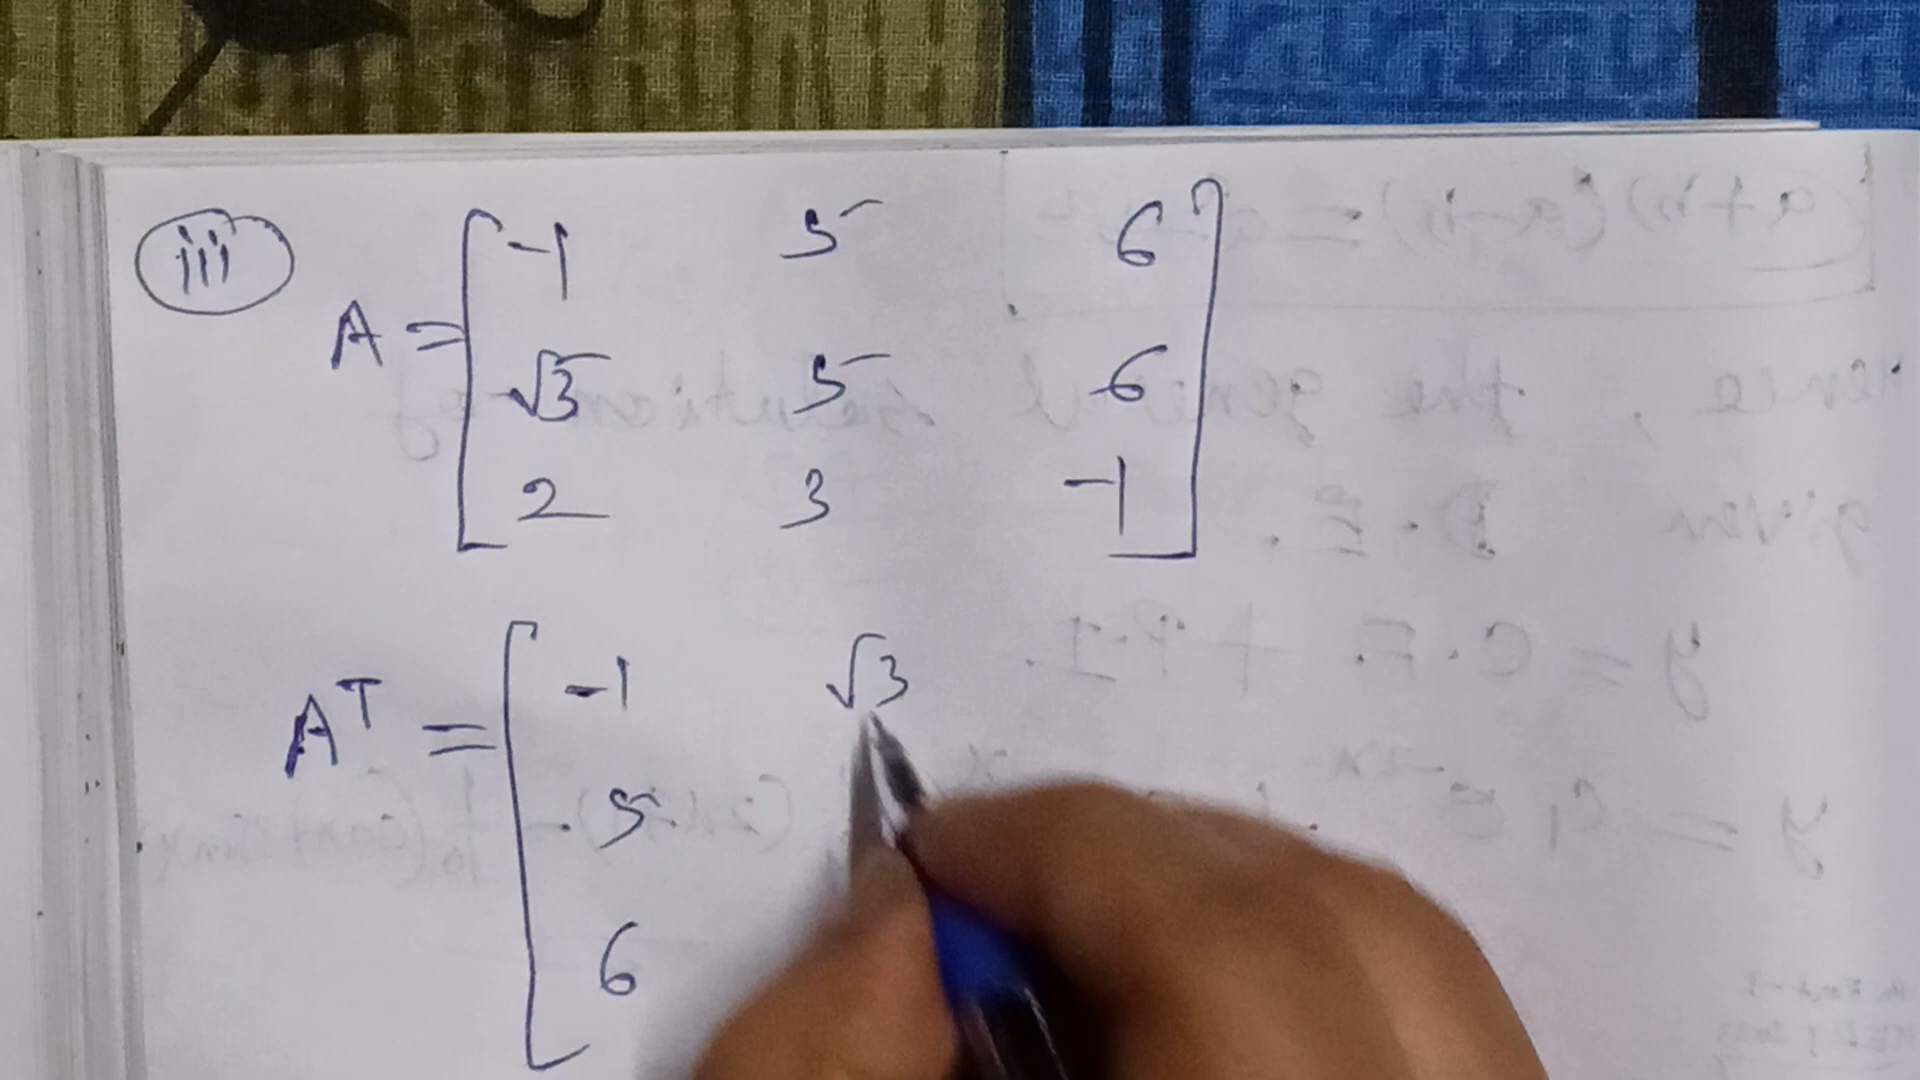 iii
A = [ -1 5 6
√3 5 6
2 3 -1 ]
A^T = [ -1 √3
5
6